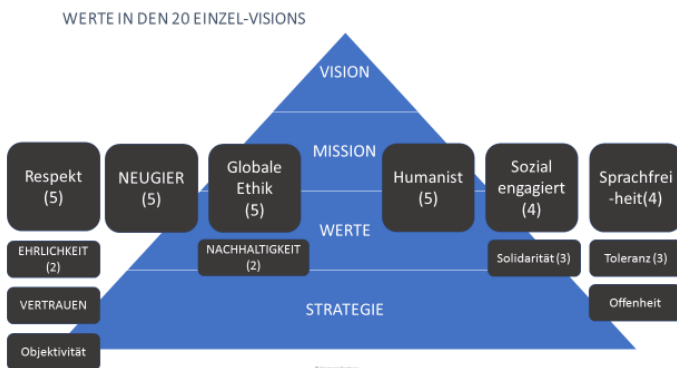 WERTE IN DEN 20 EINZEL-VISIONS
VISION
MISSION
Respekt
(5)
NEUGIER
(5)
Globale
Ethik
(5)
Humanist
(5)
Sozial
engagiert
(4)
Sprachfrei
-heit(4)
WERTE
EHRLICHKEIT
(2)
NACHHALTIGKEIT
(2)
Solidarität (3)
Toleranz (3)
VERTRAUEN
STRATEGIE
Offenheit
Objektivität